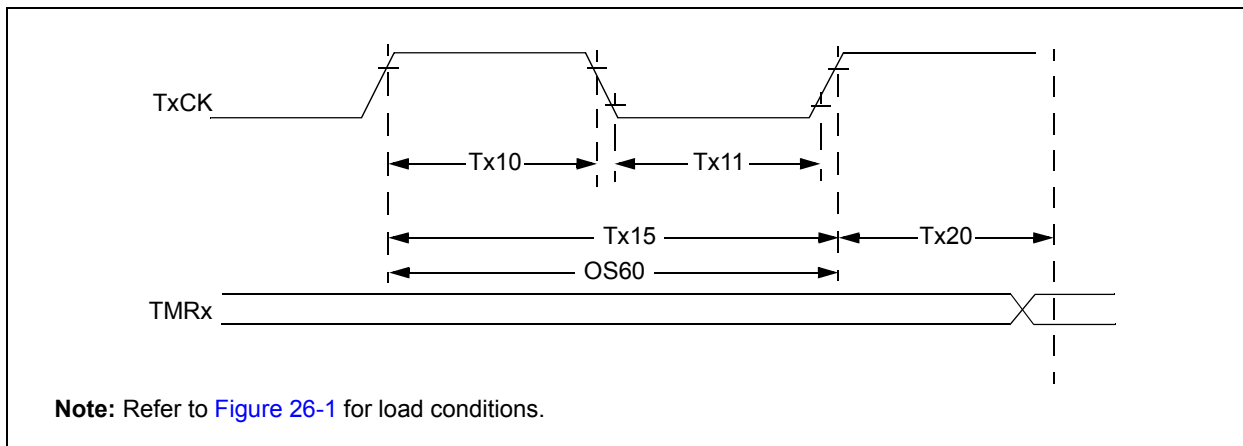 TxCK
Tx10
Tx11
Tx15
Tx20
OS60
TMRx
Note: Refer to Figure 26-1 for load conditions.